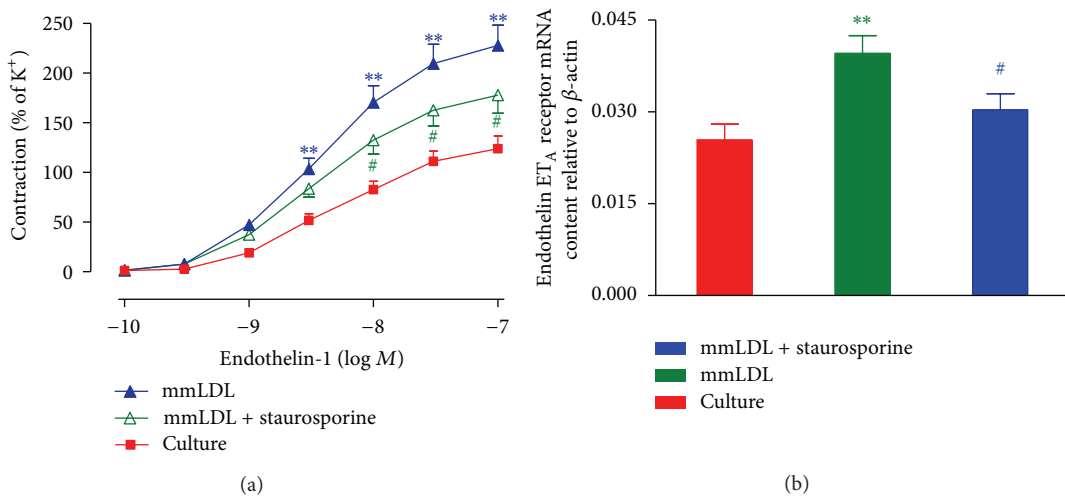 Contraction (% of K+)
250
200
150
100
50
0
**
**
**
**
#
#
#
−10
−9
−8
−7
Endothelin-1 (log M)
mmLDL
mmLDL + staurosporine
Culture
(a)
Endothelin ETA receptor mRNA
content relative to β-actin
0.045
0.030
0.015
0.000
**
#
mmLDL + staurosporine
mmLDL
Culture
(b)